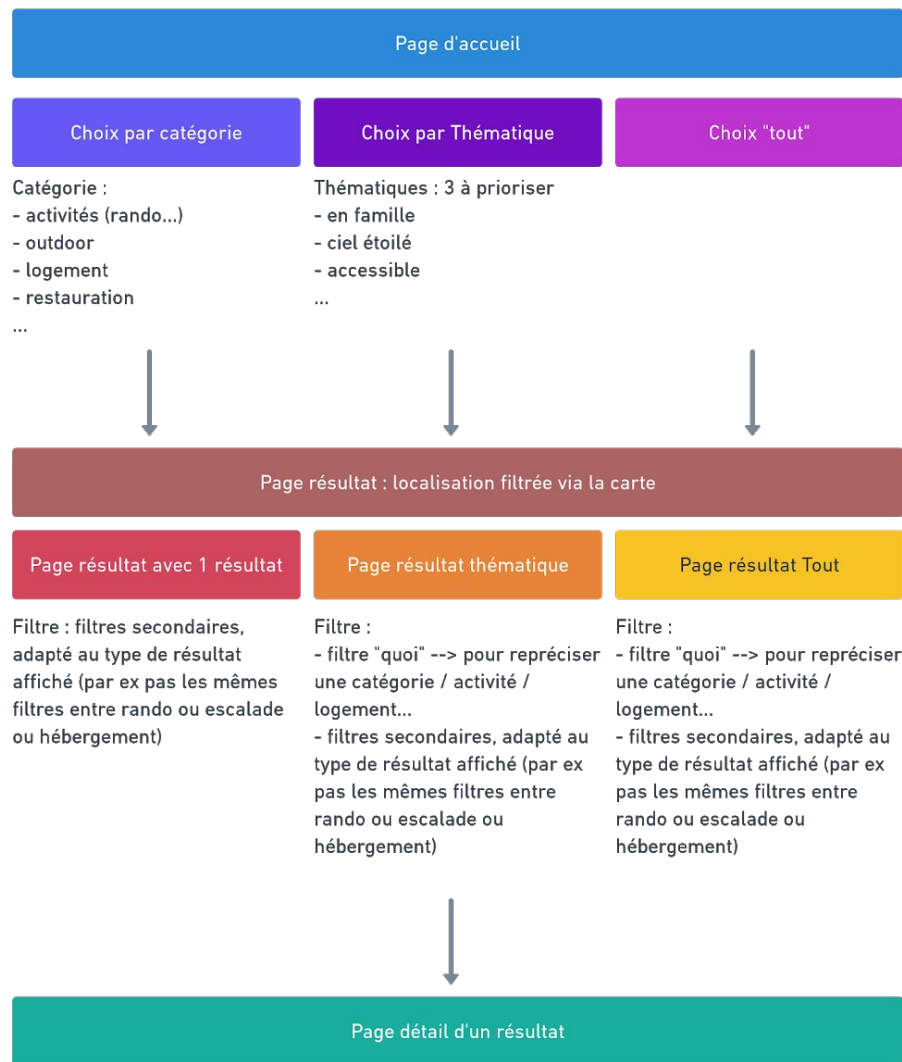 Page d'accueil
Choix par catégorie
Choix par Thématique
Choix "tout"
Catégorie :
- activités (rando...)
- outdoor
- logement
- restauration
...
Thématiques : 3 à prioriser
- en famille
- ciel étoilé
- accessible
...
Page résultat : localisation filtrée via la carte
Page résultat avec 1 résultat
Page résultat thématique
Page résultat Tout
Filtre : filtres secondaires,
adapté au type de résultat
affiché (par ex pas les mêmes
filtres entre rando ou escalade
ou hébergement)
Filtre :
- filtre "quoi" --> pour repréciser
une catégorie / activité /
logement...
- filtres secondaires, adapté au
type de résultat affiché (par ex
pas les mêmes filtres entre
rando ou escalade ou
hébergement)
Filtre :
- filtre "quoi" --> pour repréciser
une catégorie / activité /
logement...
- filtres secondaires, adapté au
type de résultat affiché (par ex
pas les mêmes filtres entre
rando ou escalade ou
hébergement)
Page détail d'un résultat